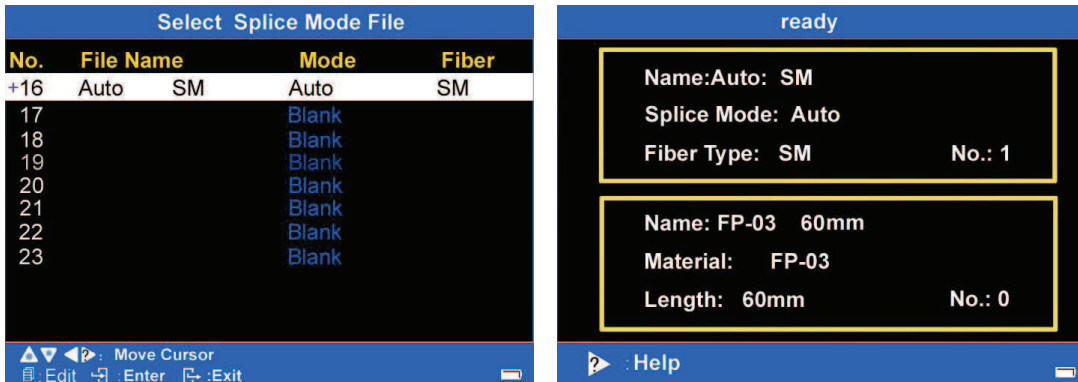 Select Splice Mode File
No. File Name Mode Fiber
+16 Auto SM Auto SM
17 Blank
18 Blank
19 Blank
20 Blank
21 Blank
22 Blank
23 Blank
? : Move Cursor
:Edit :Enter :Exit
ready
Name:Auto: SM
Splice Mode: Auto
Fiber Type: SM No.: 1
Name: FP-03 60mm
Material: FP-03
Length: 60mm No.: 0
? :Help